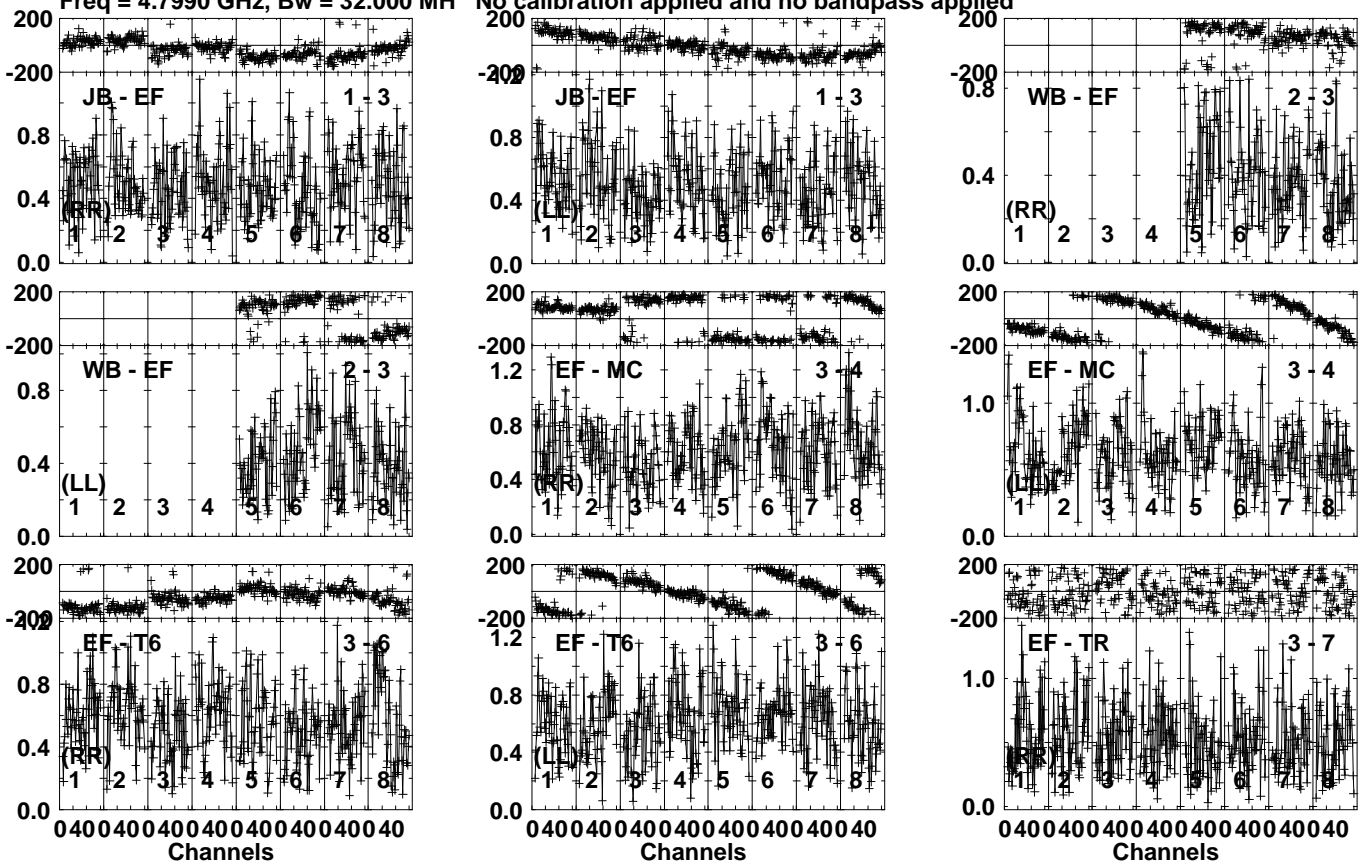 Freq = 4.7990 GHz, Bw = 32.000 MH No calibration applied and no bandpass applied
200 200 200
-200 -200 -200
1.2
JB - EF 1 - 3 JB - EF 1 - 3 WB - EF 2 - 3
0.8 0.8 0.8
0.4 0.4 0.4
(RR) (LL) (RR)
1 2 3 4 5 6 7 8 1 2 3 4 5 6 7 8 1 2 3 4 5 6 7 8
0.0 0.0 0.0
200 200 200
-200 -200 -200
WB - EF 2 - 3 EF - MC 3 - 4 EF - MC 3 - 4
0.8 1.2 1.0
0.4 0.8
0.4
(LL) (RR) (LL)
1 2 3 4 5 6 7 8 1 2 3 4 5 6 7 8 1 2 3 4 5 6 7 8
0.0 0.0 0.0
200 200 200
-200 -200 -200
1.2
EF - T6 3 - 6 EF - T6 3 - 6 EF - TR 3 - 7
0.8 1.2 1.0
0.4 0.8
0.4
(RR) (LL) (RR)
1 2 3 4 5 6 7 8 1 2 3 4 5 6 7 8 1 2 3 4 5 6 7 8
0.0 0.0 0.0
0 40 0 40 0 40 0 40 0 40 0 40 0 40 0 40 0 40 0 40 0 40 0 40 0 40 0 40 0 40 0 40 0 40 0 40 0 40 0 40 0 40 0 40 0 40 0 40
Channels Channels Channels